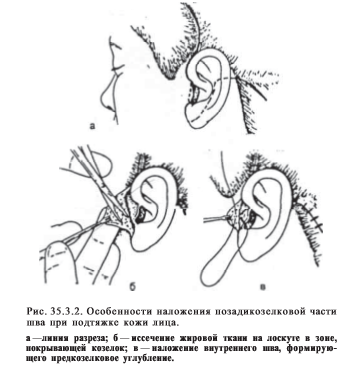 а
б
в
Рис. 35.3.2. Особенности наложения позадикозелковой части
шва при подтяжке кожи лица.
а—линия разреза; б—иссечение жировой ткани на лоскуте в зоне,
покрывающей козелок; в—наложение внутреннего шва, формирую-
щего предкозелковое углубление.